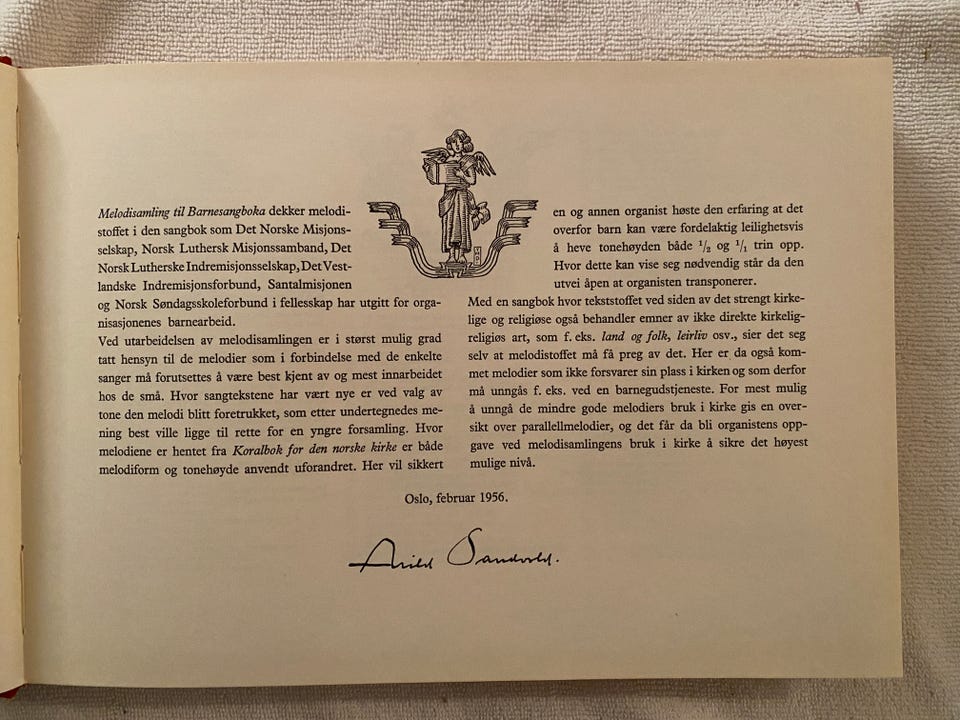 Melodisamling til Barnesangboka dekker melodi-
stoffet i den sangbok som Det Norske Misjons-
selskap, Norsk Luthersk Misjonssamband, Det
Norsk Lutherske Indremisjonsselskap, Det Vest-
landske Indremisjonsforbund, Santalmisjonen
og Norsk Søndagsskoleforbund i fellesskap har utgitt for orga-
nisasjonenes barnearbeid.
Ved utarbeidelsen av melodisamlingen er i størst mulig grad
tatt hensyn til de melodier som i forbindelse med de enkelte
sanger må forutsettes å være best kjent av og mest innarbeidet
hos de små. Hvor sangtekstene har vært nye er ved valg av
tone den melodi blitt foretrukket, som etter undertegnedes me-
ning best ville ligge til rette for en yngre forsamling. Hvor
melodiene er hentet fra Koralbok for den norske kirke er både
melodiform og tonehøyde anvendt uforandret. Her vil sikkert
en og annen organist høste den erfaring at det
overfor barn kan være fordelaktig leilighetsvis
å heve tonehøyden både 1/2 og 1/1 trin opp.
Hvor dette kan vise seg nødvendig står da den
utvei åpen at organisten transponerer.
Med en sangbok hvor tekststoffet ved siden av det strengt kirke-
lige og religiøse også behandler emner av ikke direkte kirkelig-
religiøs art, som f. eks. land og folk, leirliv osv., sier det seg
selv at melodistoffet må få preg av det. Her er da også kom-
met melodier som ikke forsvarer sin plass i kirken og som derfor
må unngås f. eks. ved en barnegudstjeneste. For mest mulig
å unngå de mindre gode melodiers bruk i kirke gis en over-
sikt over parallellmelodier, og det får da bli organistens opp-
gave ved melodisamlingens bruk i kirke å sikre det høyest
mulige nivå.
Oslo, februar 1956.
Arild Sandvold.